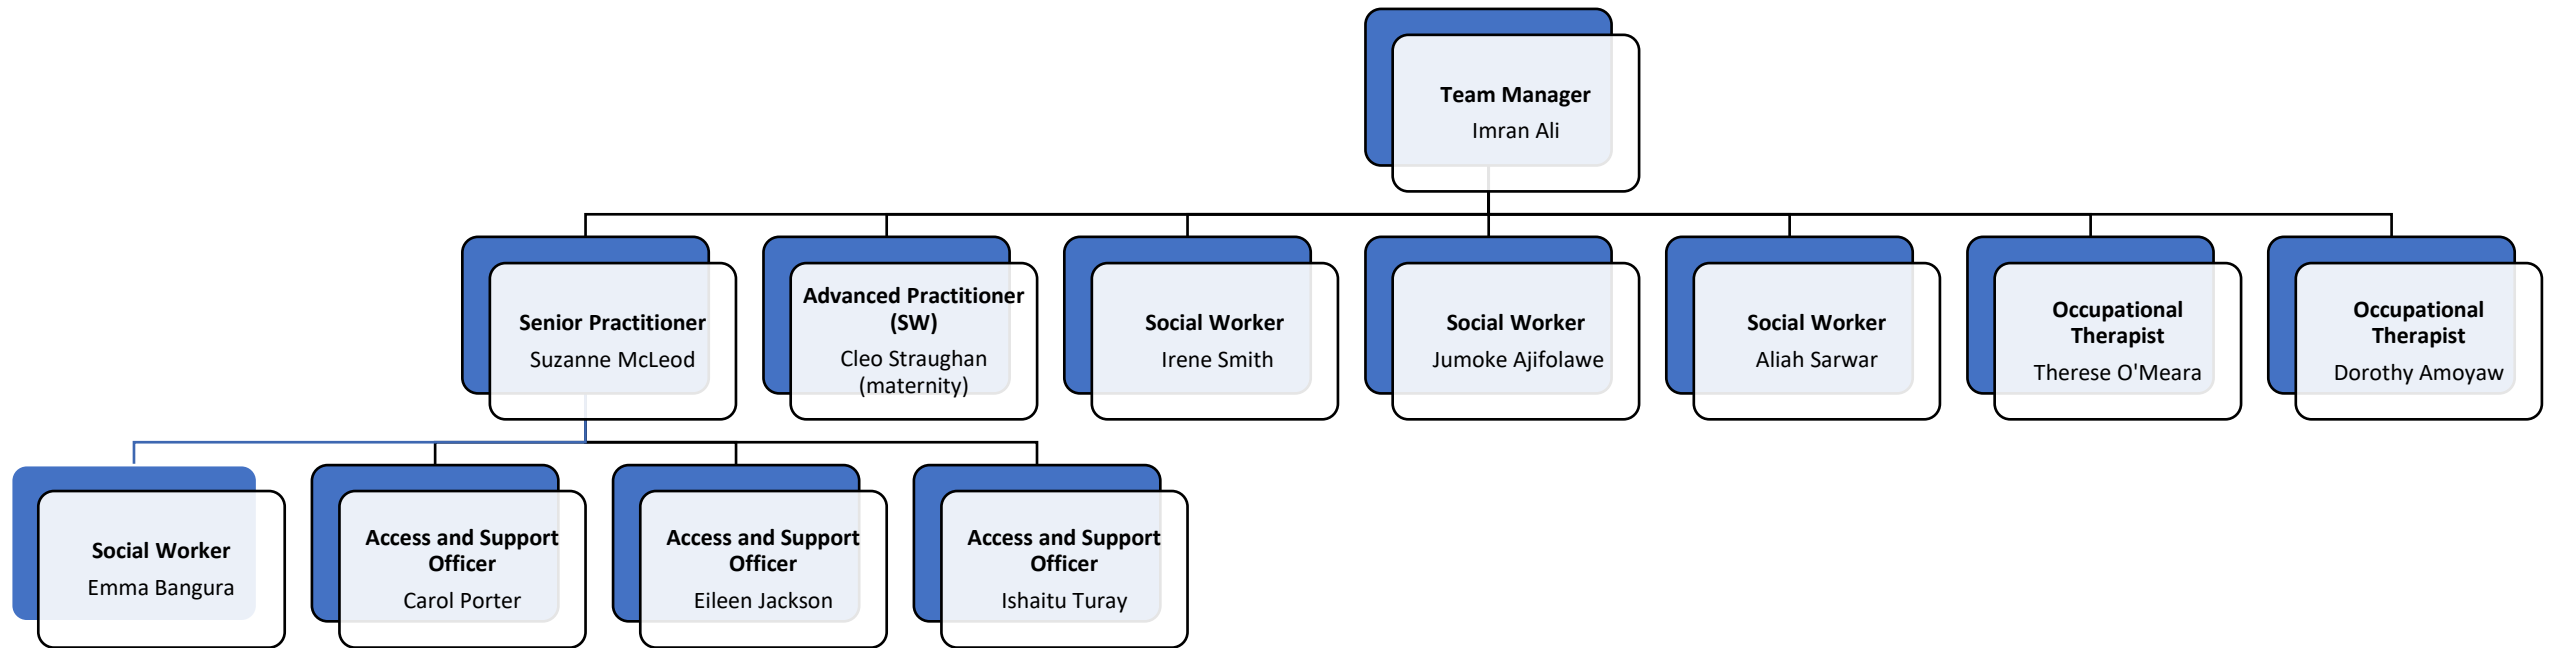 Team Manager
Imran Ali
Senior Practitioner
Suzanne McLeod
Advanced Practitioner
(SW)
Cleo Straughan
(maternity)
Social Worker
Irene Smith
Social Worker
Jumoke Ajifolawe
Social Worker
Aliah Sarwar
Occupational
Therapist
Therese O'Meara
Occupational
Therapist
Dorothy Amoyaw
Social Worker
Emma Bangura
Access and Support
Officer
Carol Porter
Access and Support
Officer
Eileen Jackson
Access and Support
Officer
Ishaitu Turay